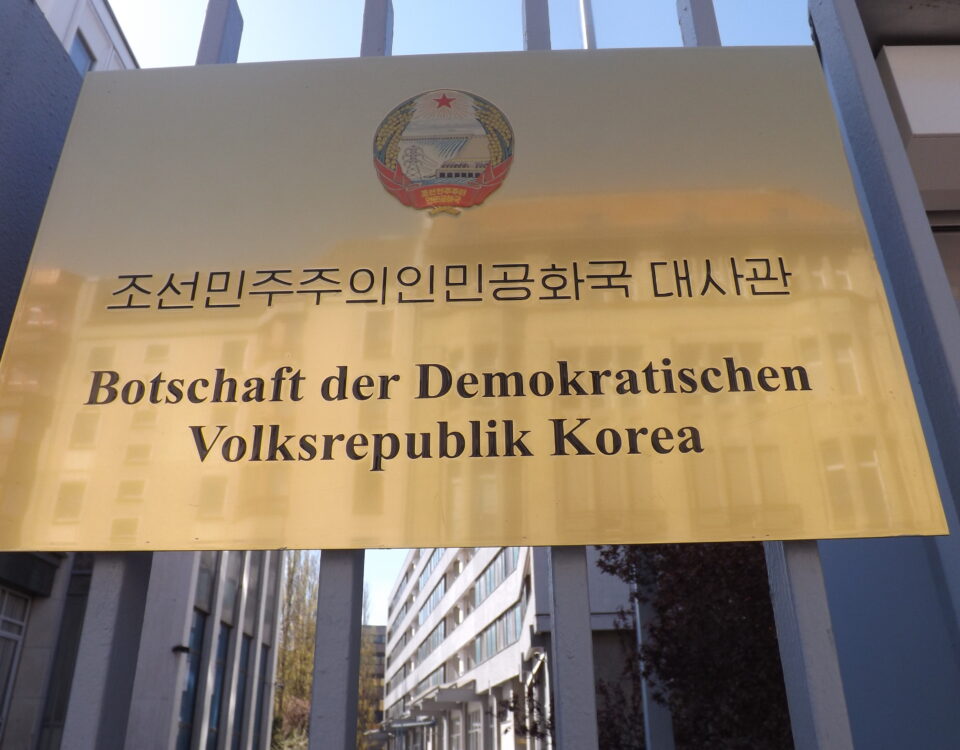 조선민주주의인민공화국 대사관
Botschaft der Demokratischen
Volksrepublik Korea